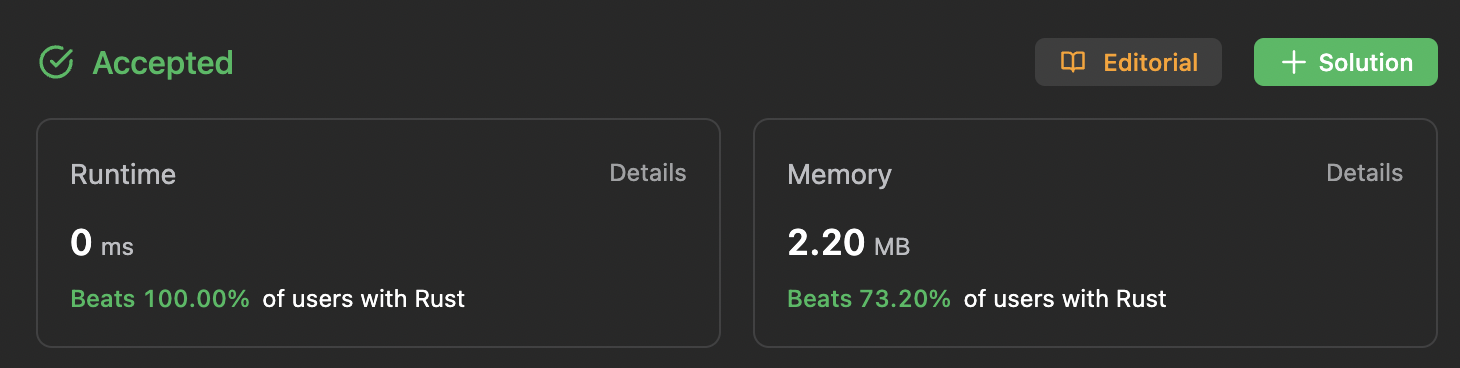 Accepted
Editorial
+ Solution
Runtime
Details
0 ms
Beats 100.00% of users with Rust
Memory
Details
2.20 MB
Beats 73.20% of users with Rust